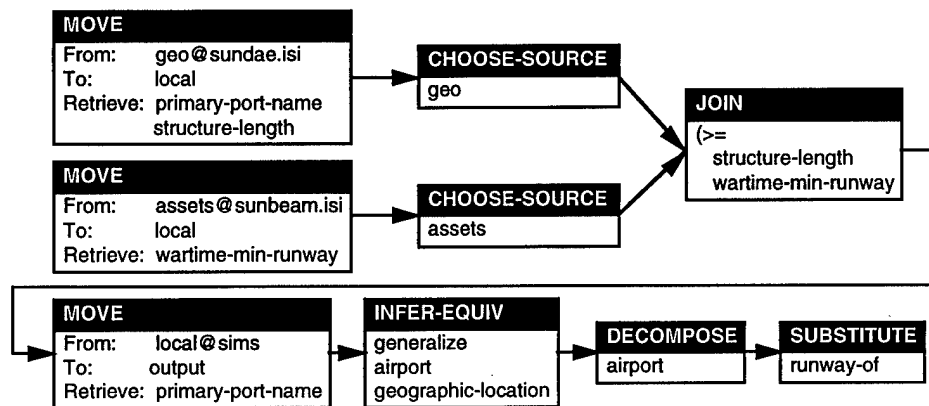 MOVE
From: geo@sundae.isi
To: local
Retrieve: primary-port-name
structure-length
CHOOSE-SOURCE
geo
MOVE
From: assets@sunbeam.isi
To: local
Retrieve: wartime-min-runway
CHOOSE-SOURCE
assets
JOIN
(>=
structure-length
wartime-min-runway
MOVE
From: local@sims
To: output
Retrieve: primary-port-name
INFER-EQUIV
generalize
airport
geographic-location
DECOMPOSE
airport
SUBSTITUTE
runway-of